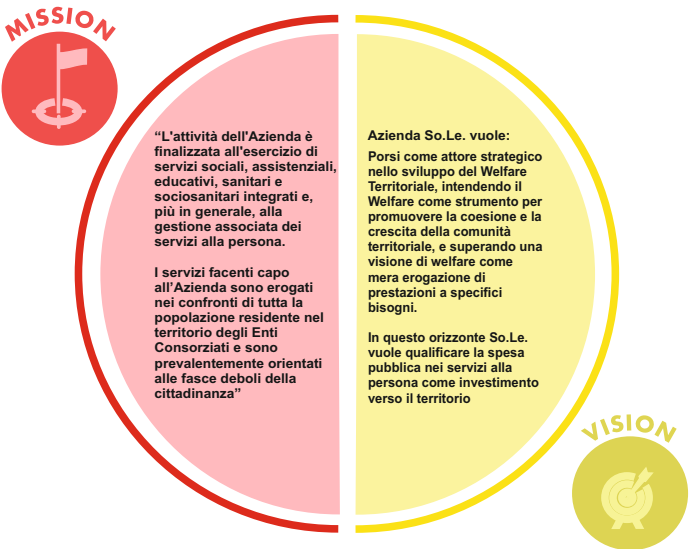 MISSION
“L'attività dell'Azienda è
finalizzata all'esercizio di
servizi sociali, assistenziali,
educativi, sanitari e
sociosanitari integrati e,
più in generale, alla
gestione associata dei
servizi alla persona.
I servizi facenti capo
all'Azienda sono erogati
nei confronti di tutta la
popolazione residente nel
territorio degli Enti
Consorziati e sono
prevalentemente orientati
alle fasce deboli della
cittadinanza”
Azienda So.Le. vuole:
Porsi come attore strategico
nello sviluppo del Welfare
Territoriale, intendendo il
Welfare come strumento per
promuovere la coesione e la
crescita della comunità
territoriale, e superando una
visione di welfare come
mera erogazione di
prestazioni a specifici
bisogni.
In questo orizzonte So.Le.
vuole qualificare la spesa
pubblica nei servizi alla
persona come investimento
verso il territorio
VISION